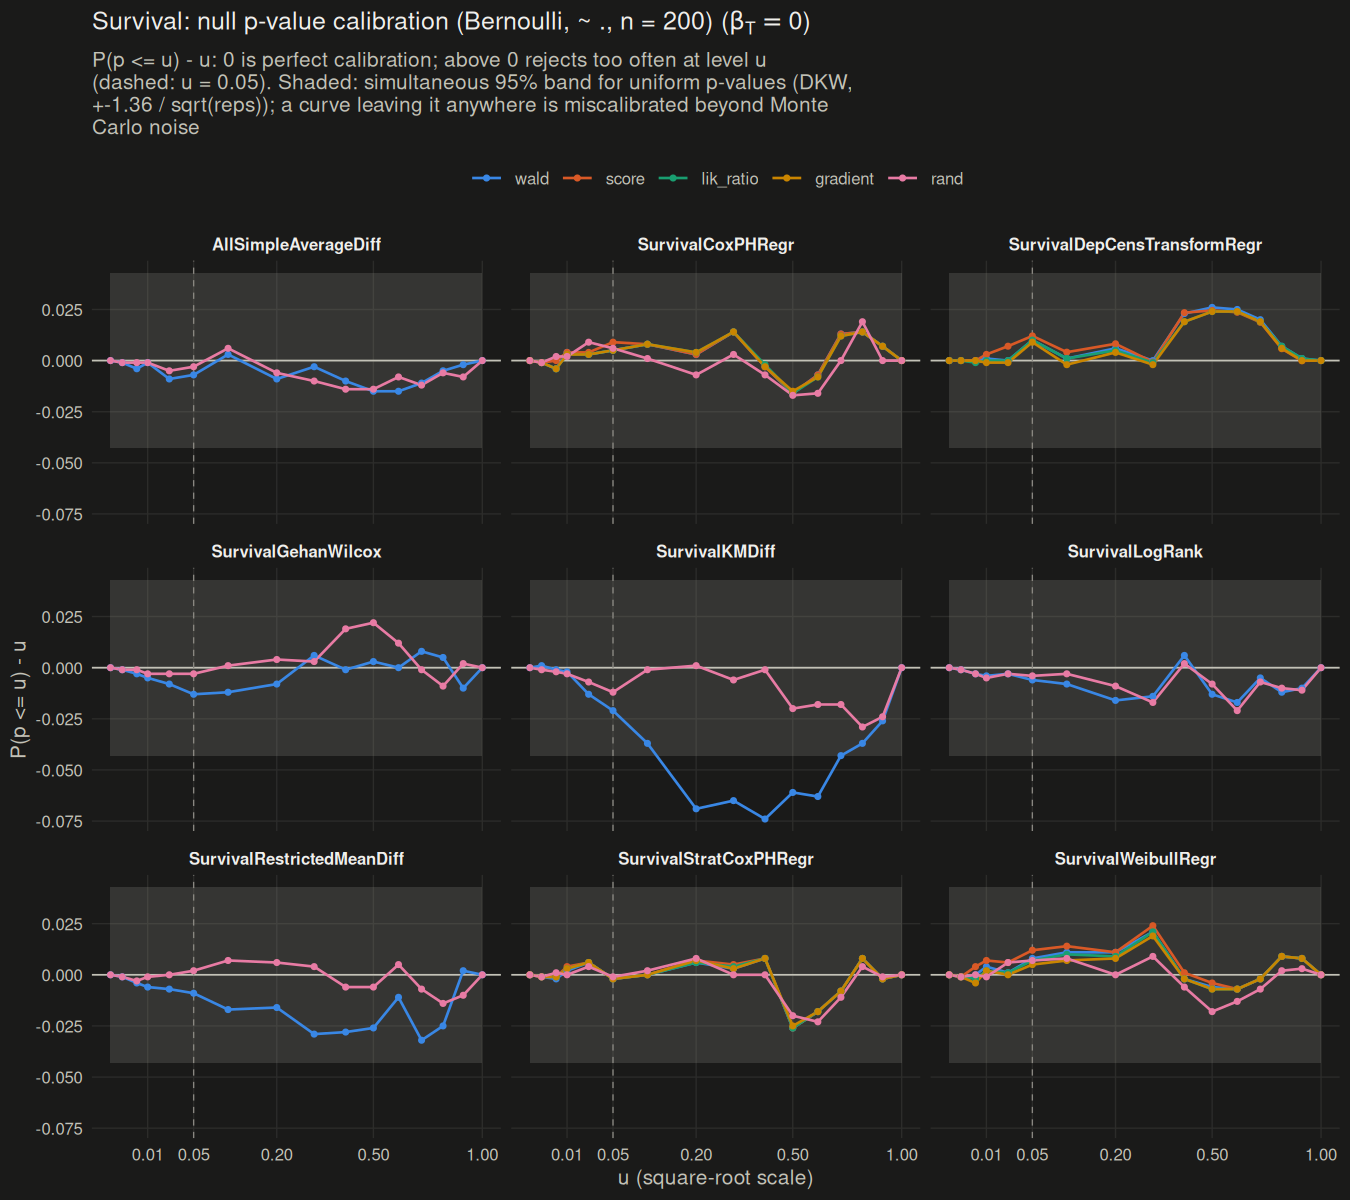 Survival: null p-value calibration (Bernoulli, ~ ., n = 200) (βT = 0)
P(p <= u) - u: 0 is perfect calibration; above 0 rejects too often at level u
(dashed: u = 0.05). Shaded: simultaneous 95% band for uniform p-values (DKW,
+-1.36 / sqrt(reps)); a curve leaving it anywhere is miscalibrated beyond Monte
Carlo noise
wald score lik_ratio gradient rand
AllSimpleAverageDiff SurvivalCoxPHRegr SurvivalDepCensTransformRegr
0.025
0.000
-0.025
-0.050
-0.075
SurvivalGehanWilcox SurvivalKMDiff SurvivalLogRank
0.025
0.000
-0.025
-0.050
-0.075
P(p <= u) - u
SurvivalRestrictedMeanDiff SurvivalStratCoxPHRegr SurvivalWeibullRegr
0.025
0.000
-0.025
-0.050
-0.075
0.01 0.05 0.20 0.50 1.00 0.01 0.05 0.20 0.50 1.00 0.01 0.05 0.20 0.50 1.00
u (square-root scale)